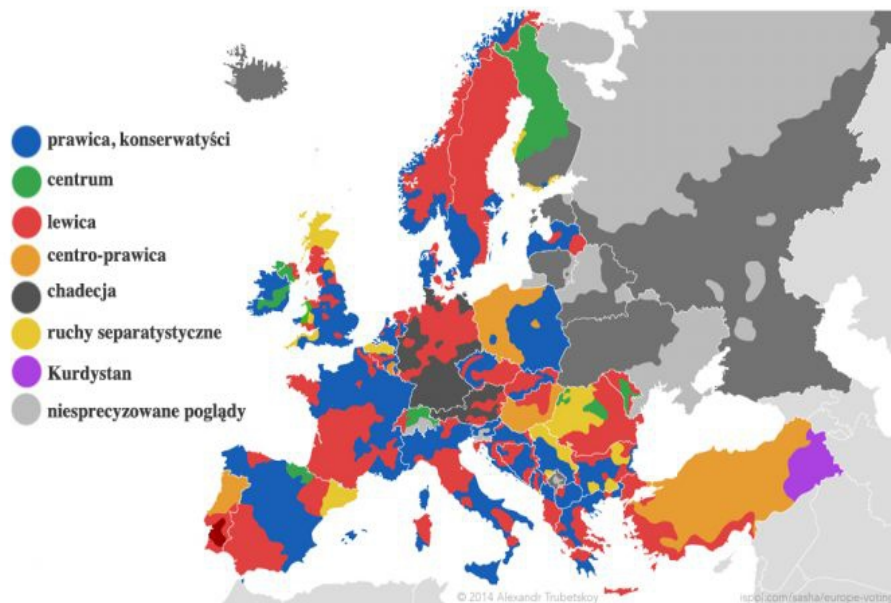 prawica, konserwatyści
centrum
lewica
centro-prawica
chadecja
ruchy separatystyczne
Kurdystan
niesprecyzowane poglądy
© 2014 Alexandr Trubetskoy
ispol.com/sasha/europe-voting